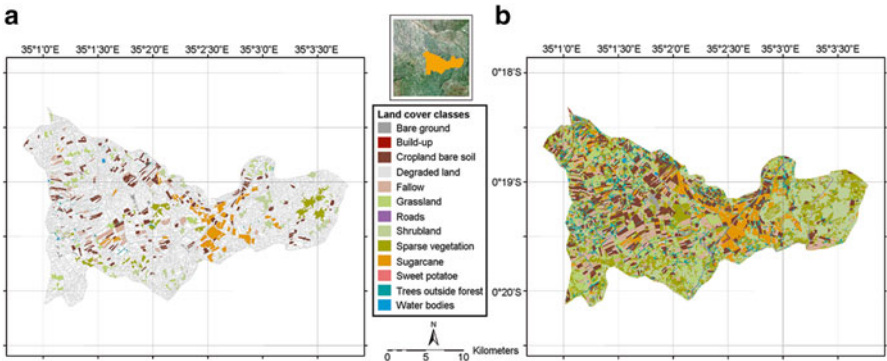 a
b
35°1'0"E 35°1'30"E 35°2'0"E 35°2'30"E 35°3'0"E 35°3'30"E
35°1'0"E 35°1'30"E 35°2'0"E 35°2'30"E 35°3'0"E 35°3'30"E
0°18'S
0°19'S
0°20'S
Land cover classes
Bare ground
Build-up
Cropland bare soil
Degraded land
Fallow
Grassland
Roads
Shrubland
Sparse vegetation
Sugarcane
Sweet potatoe
Trees outside forest
Water bodies
N
Kilometers
0 5 10